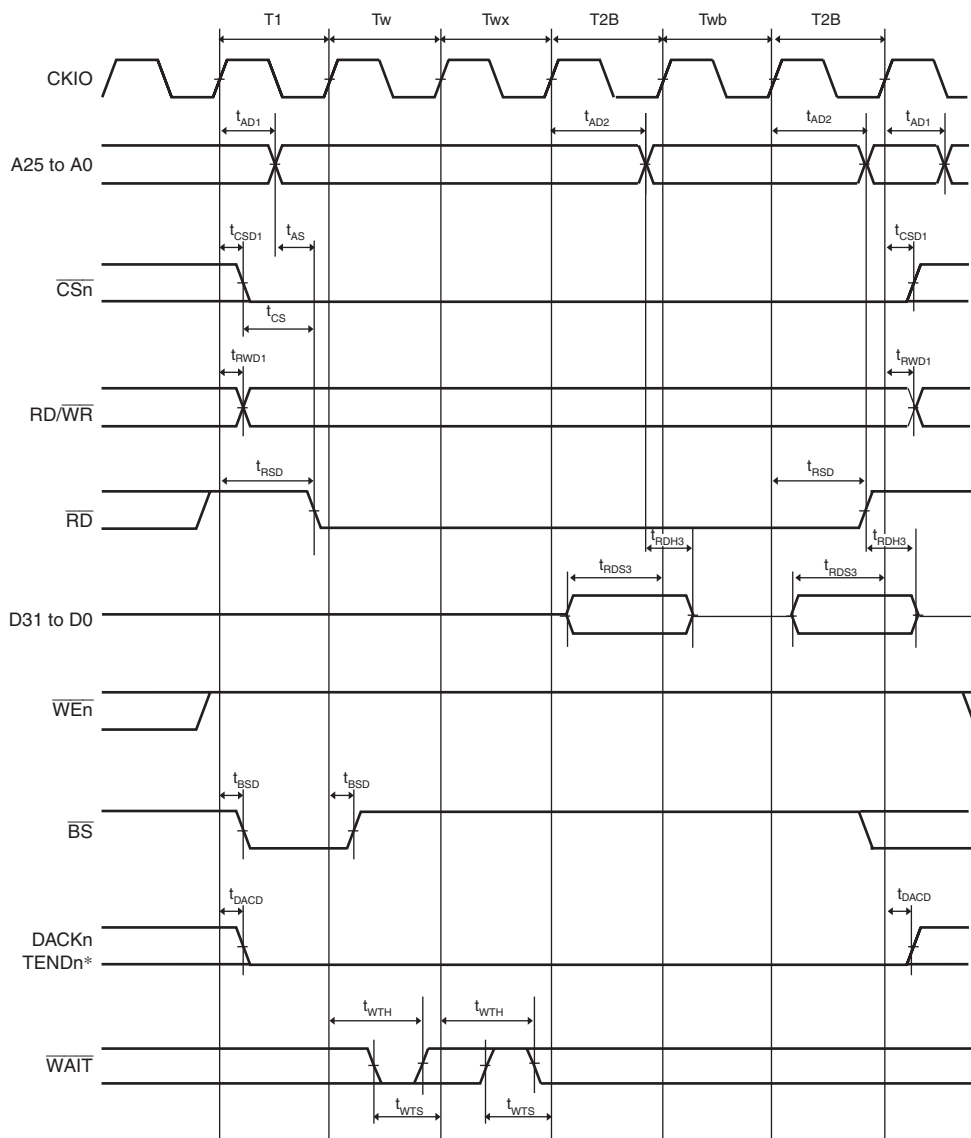 T1 Tw Twx T2B Twb T2B
CKIO
tAD1 tAD2 tAD2 tAD1
A25 to A0
tCSD1 tAS tCSD1
CSn
tCS
tRWD1 tRWD1
RD/WR
tRSD tRSD
RD
tRDH3 tRDH3
tRDS3 tRDS3
D31 to D0
WEn
tBSD tBSD
BS
tDACD tDACD
DACKn
TENDn*
tWTH tWTH
WAIT
tWTS tWTS